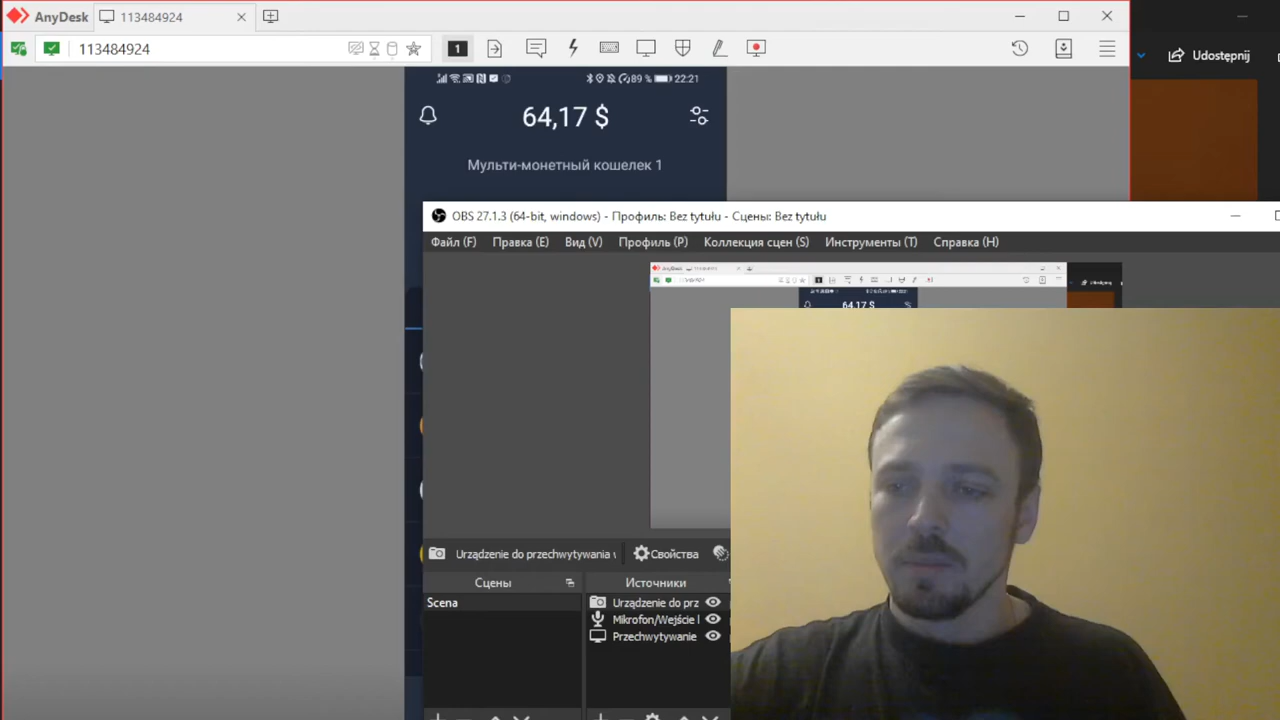 AnyDesk
113484924
113484924
1
Udostępnij
89 %
22:21
64,17 $
Мульти-монетный кошелек 1
OBS 27.1.3 (64-bit, windows) - Профиль: Bez tytułu - Сцены: Bez tytułu
Файл (F)
Правка (E)
Вид (V)
Профиль (P)
Коллекция сцен (S)
Инструменты (T)
Справка (H)
64,17 $
Urządzenie do przechwytywania
Свойства
Сцены
Источники
Scena
Urządzenie do prz
Mikrofon/Wejście
Przechwytywanie